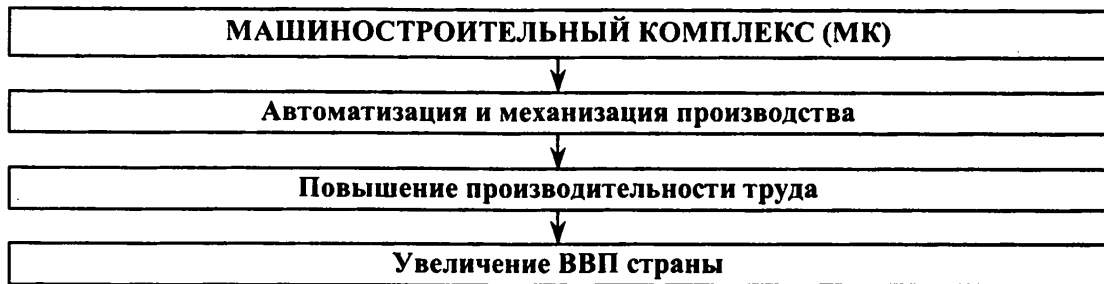 МАШИНОСТРОИТЕЛЬНЫЙ КОМПЛЕКС (МК)
Автоматизация и механизация производства
Повышение производительности труда
Увеличение ВВП страны